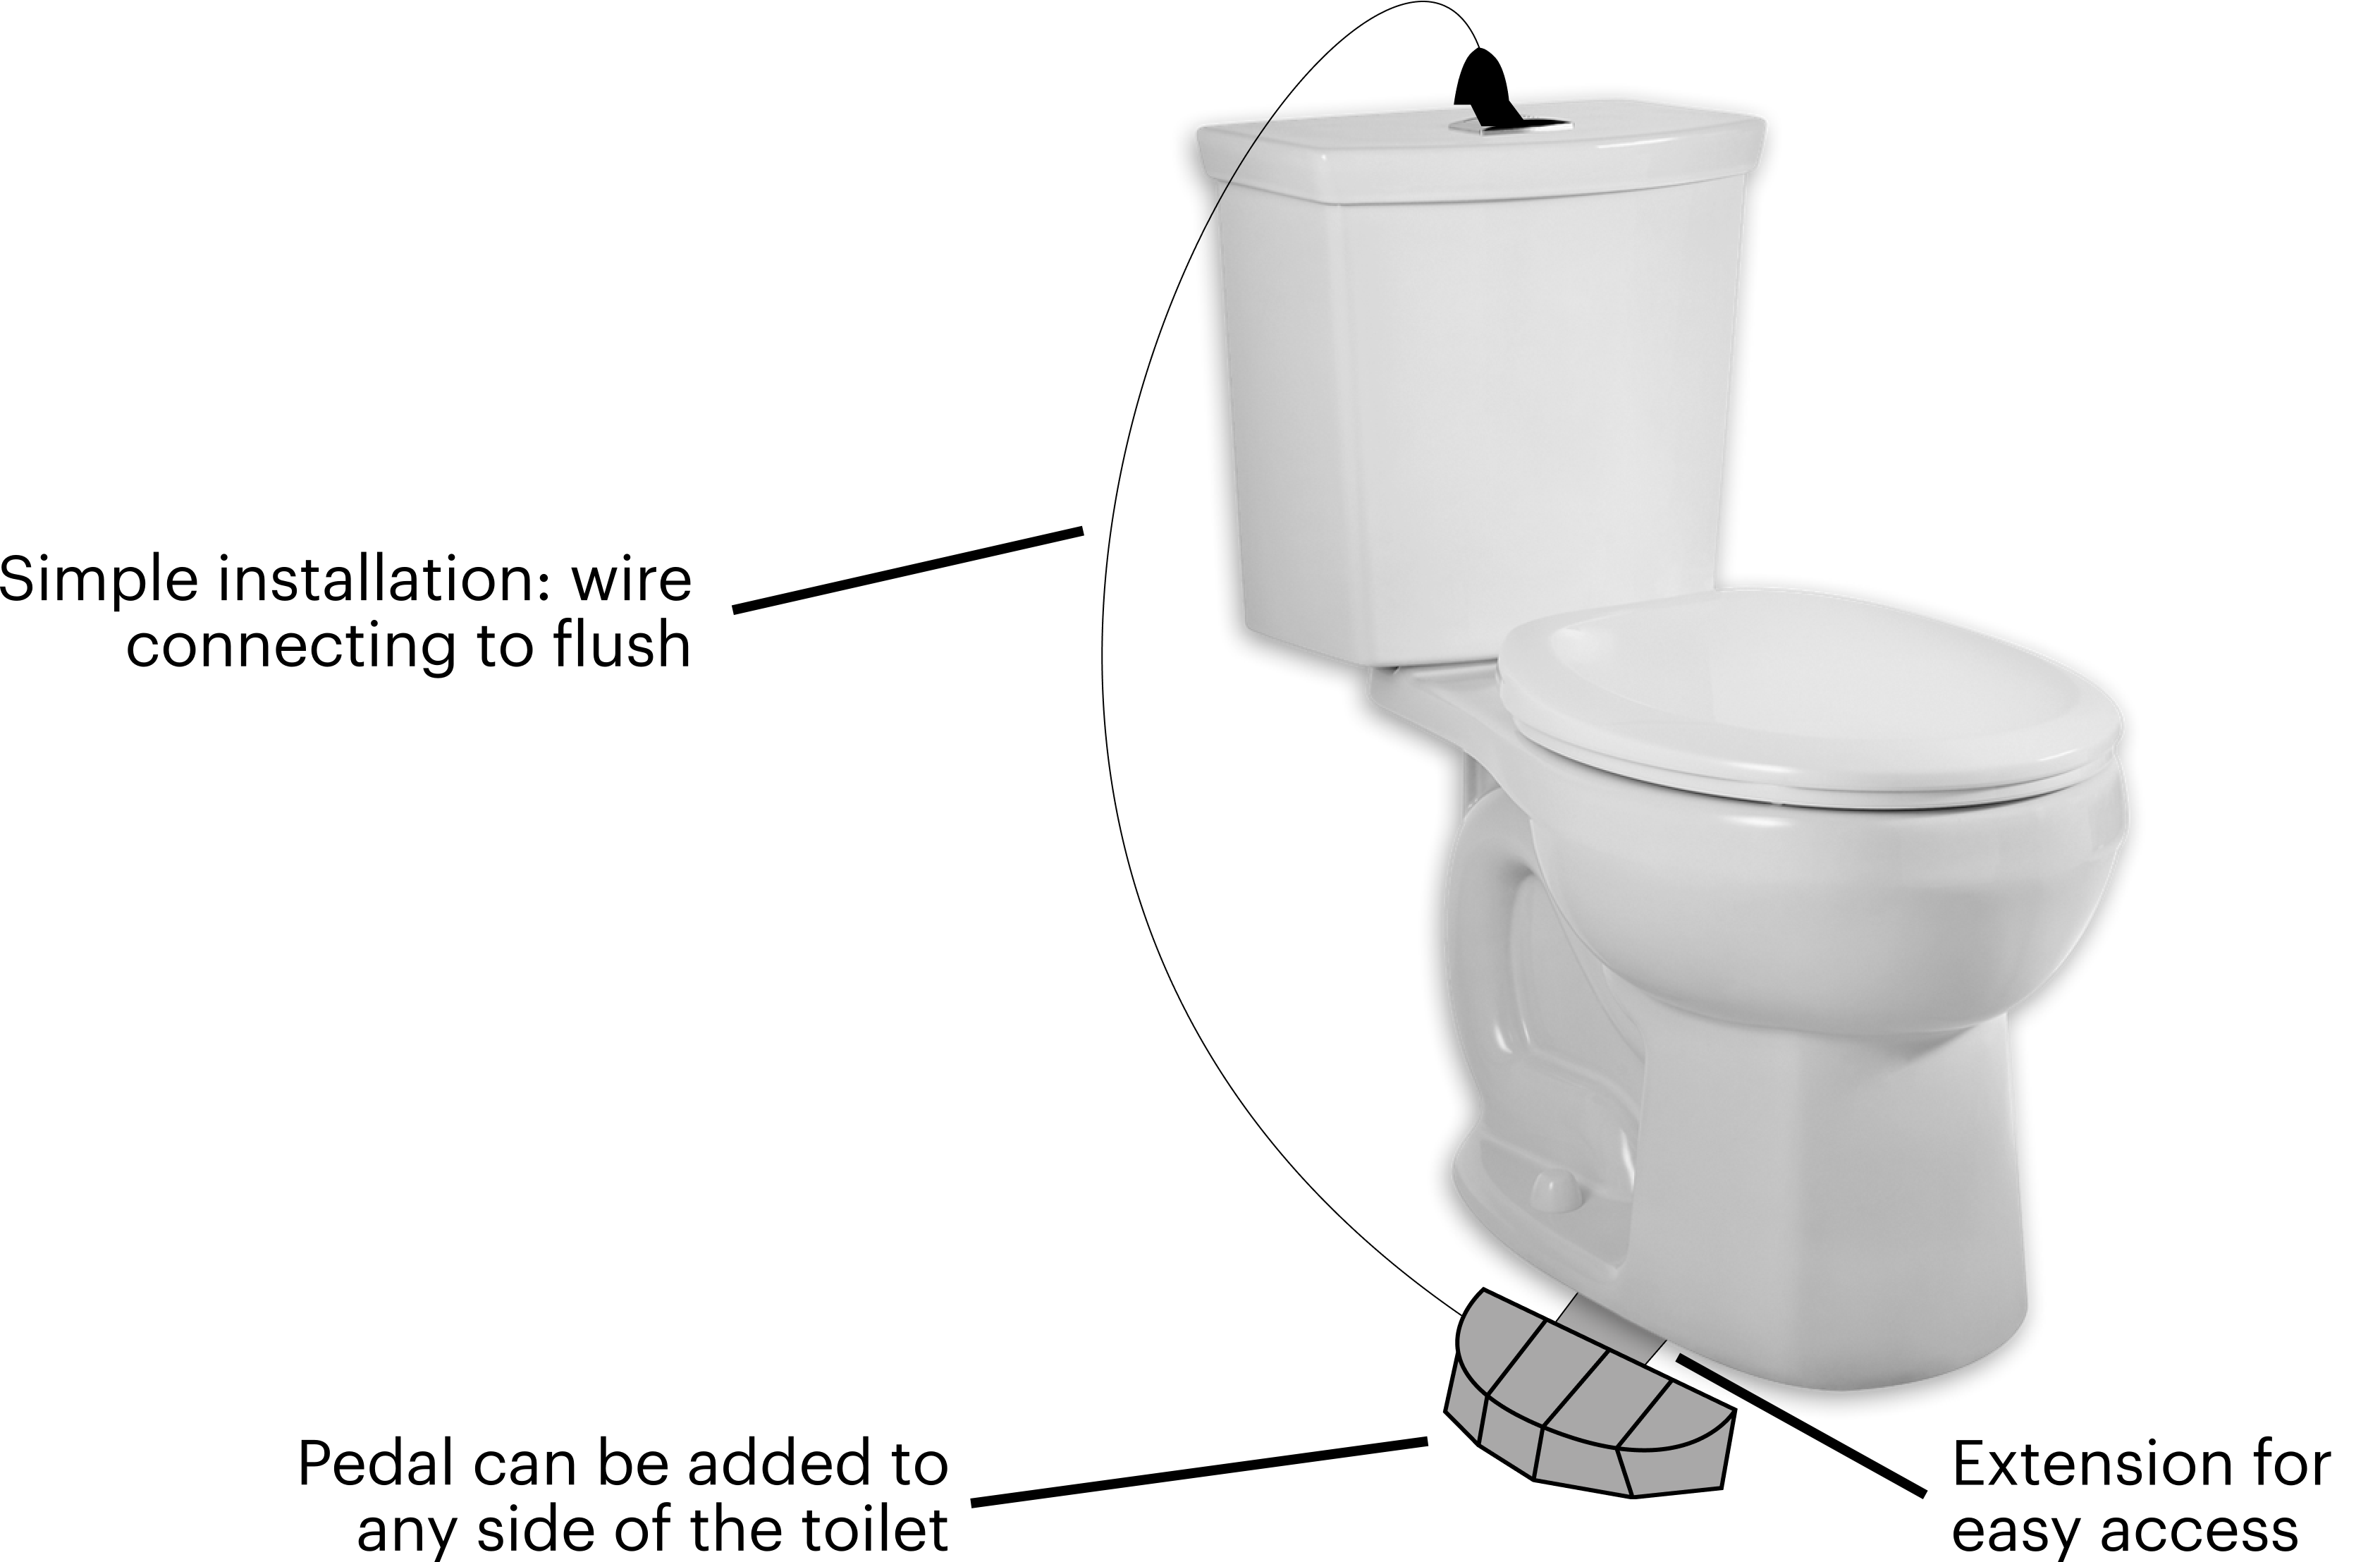 Simple installation: wire
connecting to flush
Pedal can be added to
any side of the toilet
Extension for
easy access